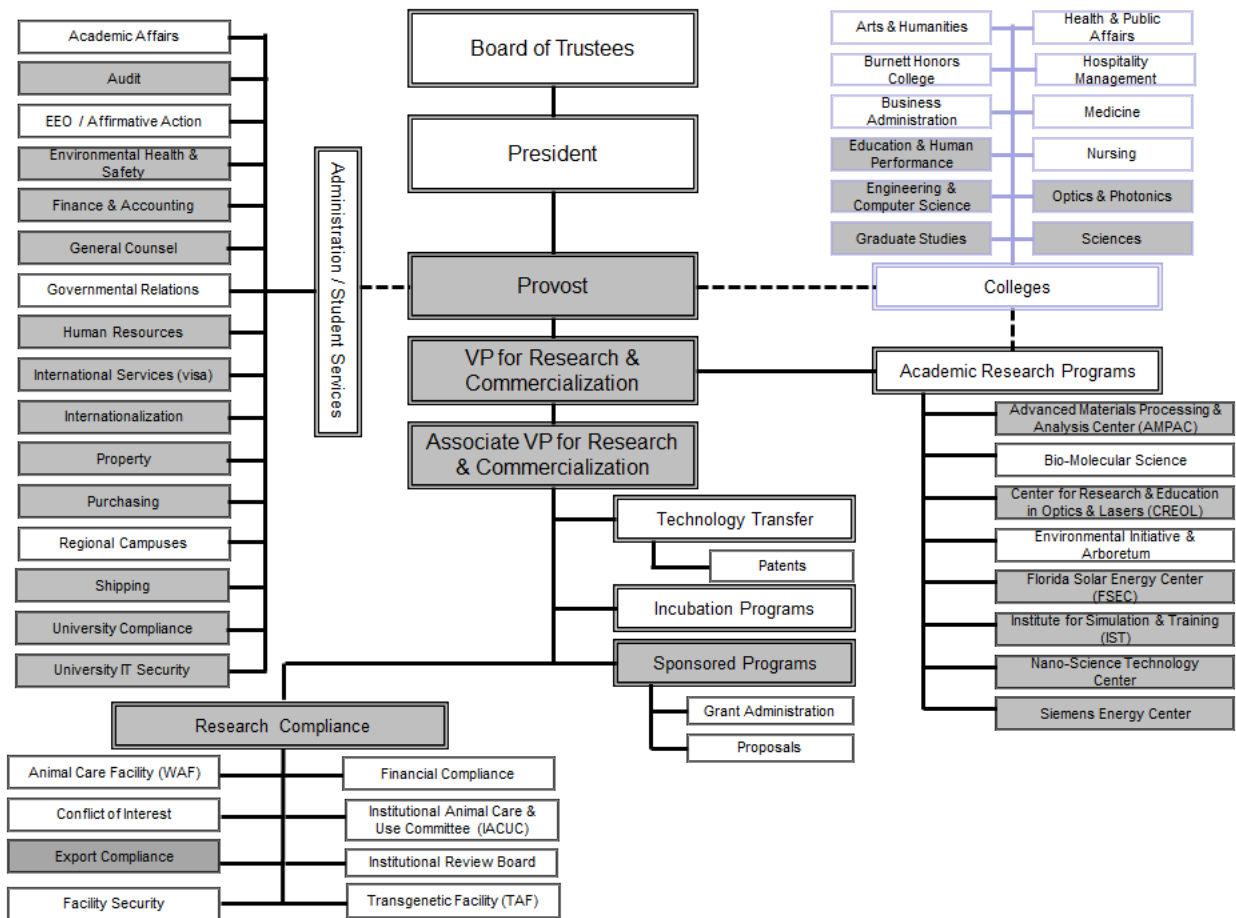 Academic Affairs
Audit
EEO / Affirmative Action
Environmental Health &
Safety
Finance & Accounting
General Counsel
Governmental Relations
Human Resources
International Services (visa)
Internationalization
Property
Purchasing
Regional Campuses
Shipping
University Compliance
University IT Security
Administration / Student Services
Board of Trustees
President
Provost
VP for Research &
Commercialization
Associate VP for Research
& Commercialization
Technology Transfer
Patents
Incubation Programs
Sponsored Programs
Grant Administration
Proposals
Arts & Humanities
Health & Public
Affairs
Burnett Honors
College
Hospitality
Management
Business
Administration
Medicine
Education & Human
Performance
Nursing
Engineering &
Computer Science
Optics & Photonics
Graduate Studies
Sciences
Colleges
Academic Research Programs
Advanced Materials Processing &
Analysis Center (AMPAC)
Bio-Molecular Science
Center for Research & Education
in Optics & Lasers (CREOL)
Environmental Initiative &
Arboretum
Florida Solar Energy Center
(FSEC)
Institute for Simulation & Training
(IST)
Nano-Science Technology
Center
Siemens Energy Center
Research Compliance
Animal Care Facility (WAF)
Financial Compliance
Conflict of Interest
Institutional Animal Care &
Use Committee (IACUC)
Export Compliance
Institutional Review Board
Facility Security
Transgenetic Facility (TAF)